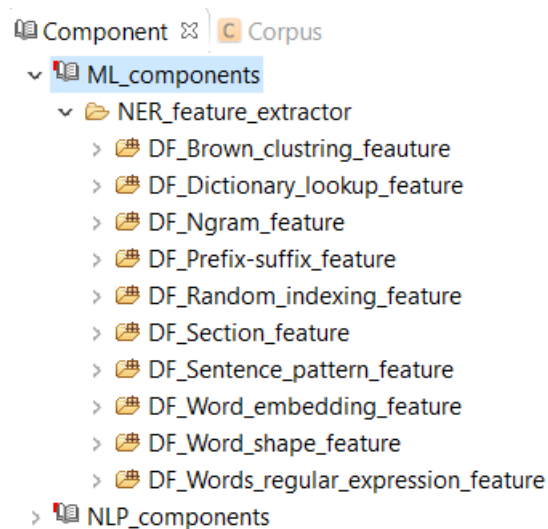 Component C Corpus
ML_components
NER_feature_extractor
DF_Brown_clustring_feauture
DF_Dictionary_lookup_feature
DF_Ngram_feature
DF_Prefix-suffix_feature
DF_Random_indexing_feature
DF_Section_feature
DF_Sentence_pattern_feature
DF_Word_embedding_feature
DF_Word_shape_feature
DF_Words_regular_expression_feature
NLP_components